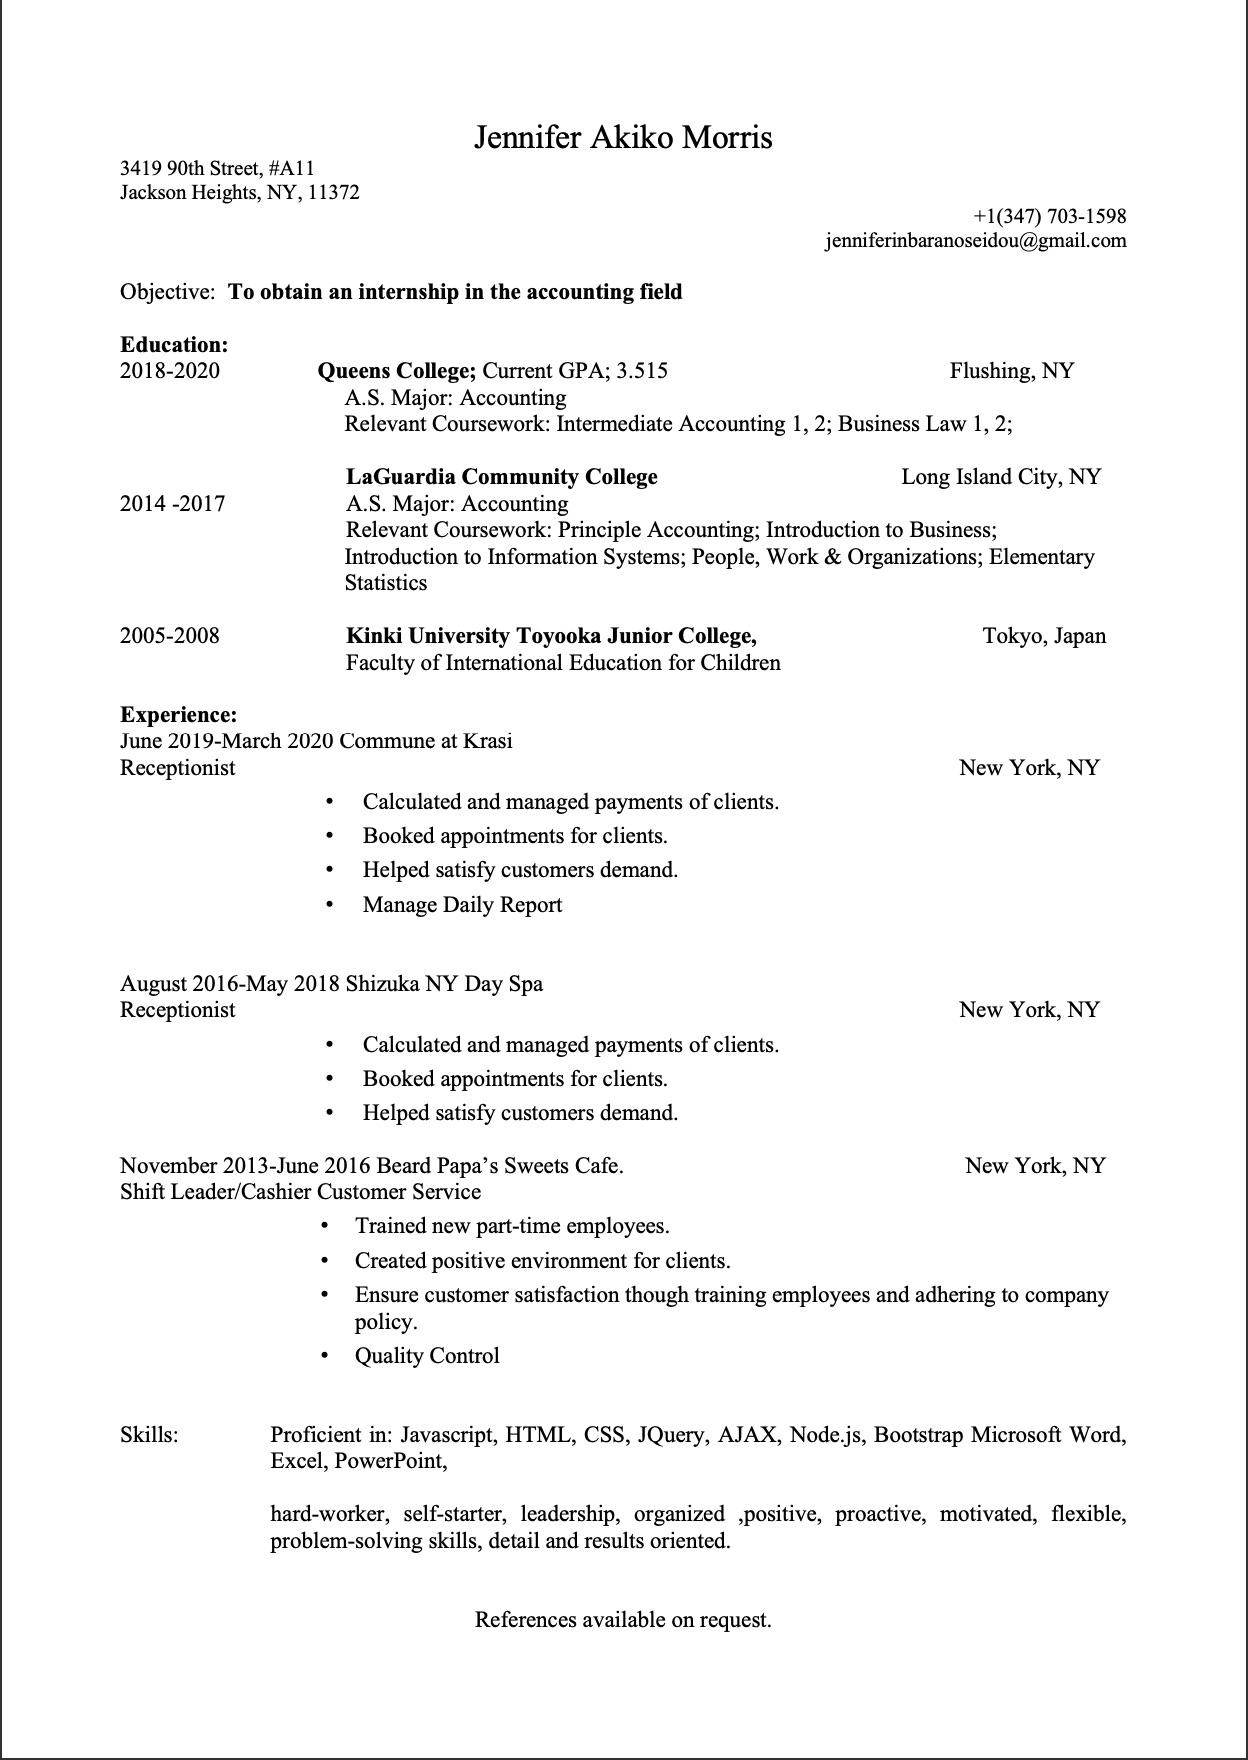 Jennifer Akiko Morris
3419 90th Street, #A11
Jackson Heights, NY, 11372
+1(347) 703-1598
jenniferinbaranoseidou@gmail.com
Objective: To obtain an internship in the accounting field
Education:
2018-2020 Queens College; Current GPA; 3.515 Flushing, NY
A.S. Major: Accounting
Relevant Coursework: Intermediate Accounting 1, 2; Business Law 1, 2;
LaGuardia Community College Long Island City, NY
2014 -2017 A.S. Major: Accounting
Relevant Coursework: Principle Accounting; Introduction to Business;
Introduction to Information Systems; People, Work & Organizations; Elementary
Statistics
2005-2008 Kinki University Toyooka Junior College, Tokyo, Japan
Faculty of International Education for Children
Experience:
June 2019-March 2020 Commune at Krasi
Receptionist New York, NY
• Calculated and managed payments of clients.
• Booked appointments for clients.
• Helped satisfy customers demand.
• Manage Daily Report
August 2016-May 2018 Shizuka NY Day Spa
Receptionist New York, NY
• Calculated and managed payments of clients.
• Booked appointments for clients.
• Helped satisfy customers demand.
November 2013-June 2016 Beard Papa’s Sweets Cafe. New York, NY
Shift Leader/Cashier Customer Service
• Trained new part-time employees.
• Created positive environment for clients.
• Ensure customer satisfaction though training employees and adhering to company
policy.
• Quality Control
Skills: Proficient in: Javascript, HTML, CSS, JQuery, AJAX, Node.js, Bootstrap Microsoft Word,
Excel, PowerPoint,
hard-worker, self-starter, leadership, organized ,positive, proactive, motivated, flexible,
problem-solving skills, detail and results oriented.
References available on request.